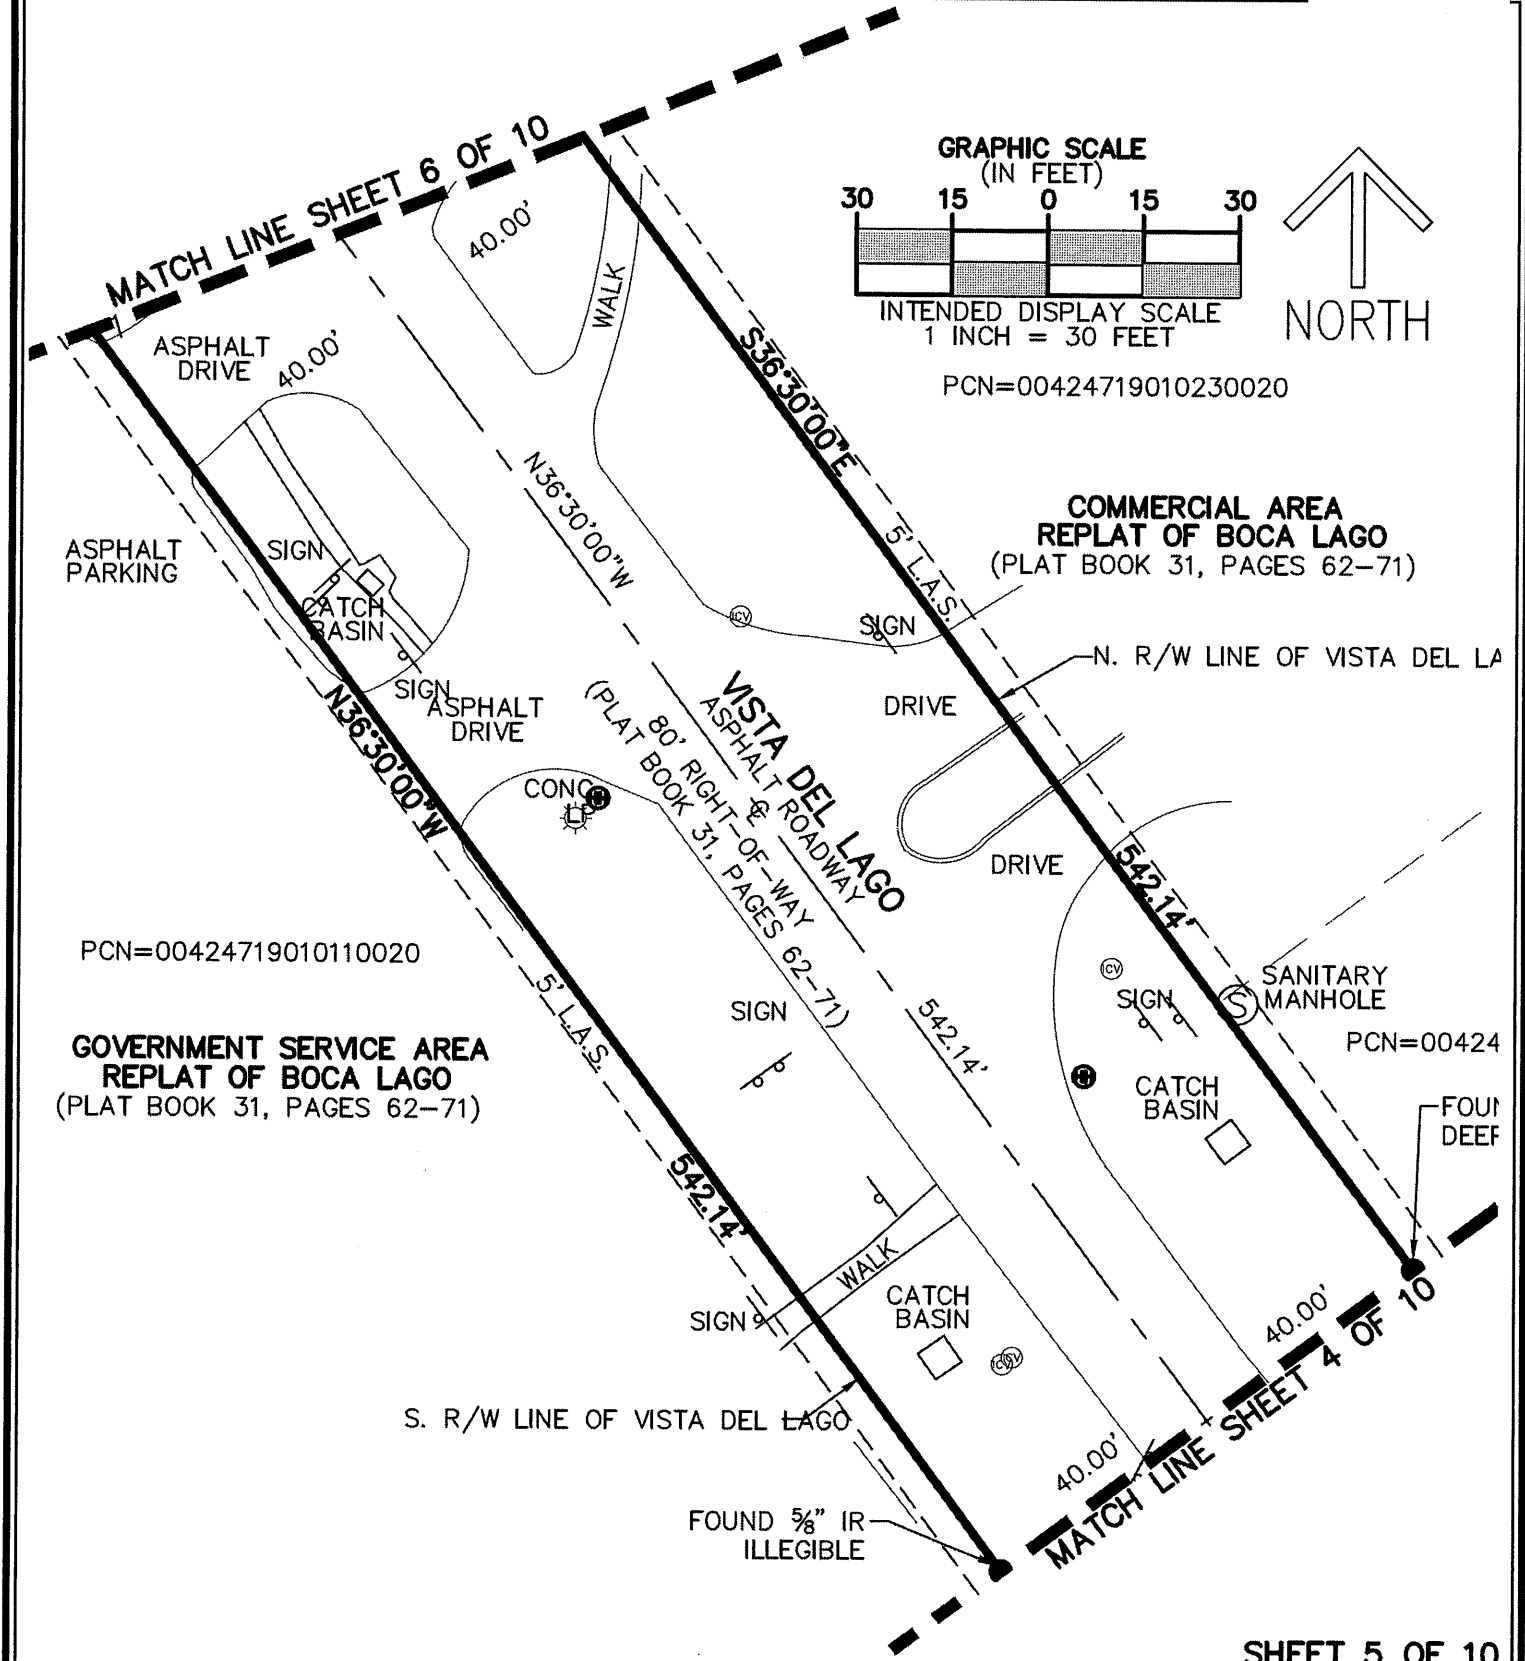 MATCH LINE SHEET 6 OF 10
GRAPHIC SCALE
(IN FEET)
30 15 0 15 30
INTENDED DISPLAY SCALE
1 INCH = 30 FEET
NORTH
PCN=00424719010230020
40.00'
WALK
ASPHALT
DRIVE
40.00'
S36°30'00"E
N36°30'00"W
5' L.A.S.
COMMERCIAL AREA
REPLAT OF BOCA LAGO
(PLAT BOOK 31, PAGES 62-71)
ASPHALT
PARKING
SIGN
CATCH
BASIN
ICV
SIGN
N. R/W LINE OF VISTA DEL LA
SIGN
ASPHALT
DRIVE
N36°30'00"W
DRIVE
VISTA DEL LAGO
ASPHALT ROADWAY
℄
80' RIGHT-OF-WAY
(PLAT BOOK 31, PAGES 62-71)
CONC
LP
DRIVE
542.14'
PCN=00424719010110020
5' L.A.S.
GOVERNMENT SERVICE AREA
REPLAT OF BOCA LAGO
(PLAT BOOK 31, PAGES 62-71)
SIGN
542.14'
ICV
SIGN
S
SANITARY
MANHOLE
PCN=00424
CATCH
BASIN
FOUN
DEER
542.14'
WALK
SIGN
CATCH
BASIN
ICV
ICV
40.00'
S. R/W LINE OF VISTA DEL LAGO
40.00'
MATCH LINE SHEET 4 OF 10
FOUND ⅝" IR
ILLEGIBLE
SHEET 5 OF 10